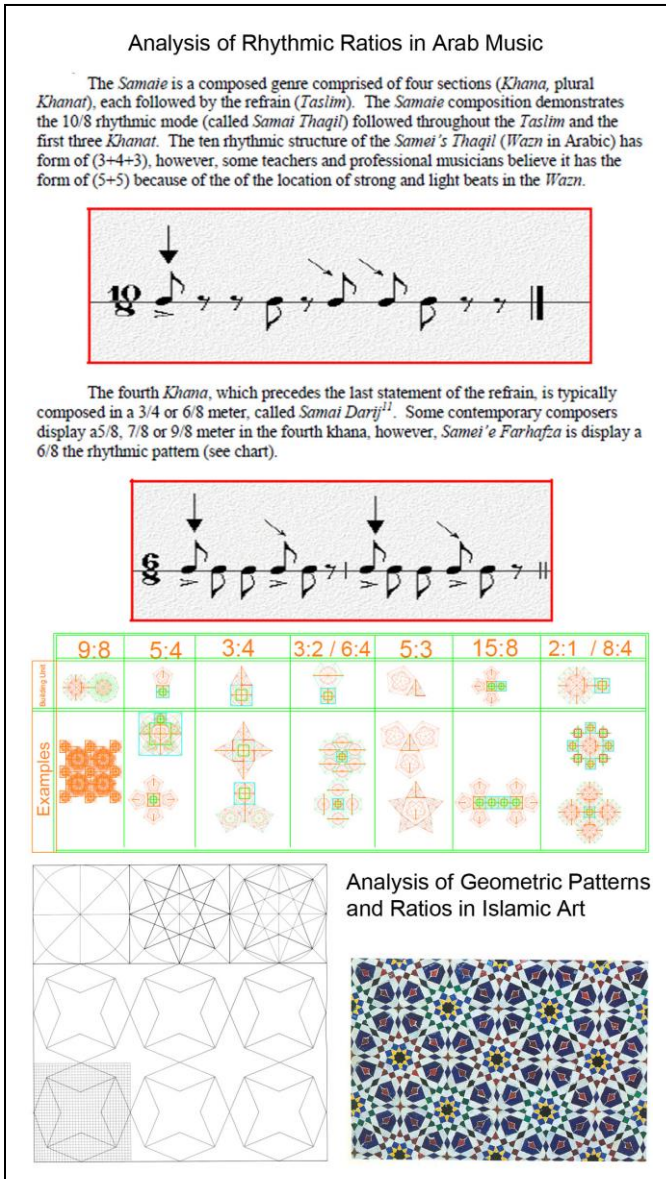 Analysis of Rhythmic Ratios in Arab Music
The Samaie is a composed genre comprised of four sections (Khana, plural
Khanat), each followed by the refrain (Taslim). The Samaie composition demonstrates
the 10/8 rhythmic mode (called Samai Thaqil) followed throughout the Taslim and the
first three Khanat. The ten rhythmic structure of the Samei's Thaqil (Wazn in Arabic) has
form of (3+4+3), however, some teachers and professional musicians believe it has the
form of (5+5) because of the of the location of strong and light beats in the Wazn.
10
8
The fourth Khana, which precedes the last statement of the refrain, is typically
composed in a 3/4 or 6/8 meter, called Samai Darij11. Some contemporary composers
display a5/8, 7/8 or 9/8 meter in the fourth khana, however, Samei'e Farhafza is display a
6/8 the rhythmic pattern (see chart).
6
8
9:8 5:4 3:4 3:2 / 6:4 5:3 15:8 2:1 / 8:4
Building Unit
Examples
Analysis of Geometric Patterns
and Ratios in Islamic Art